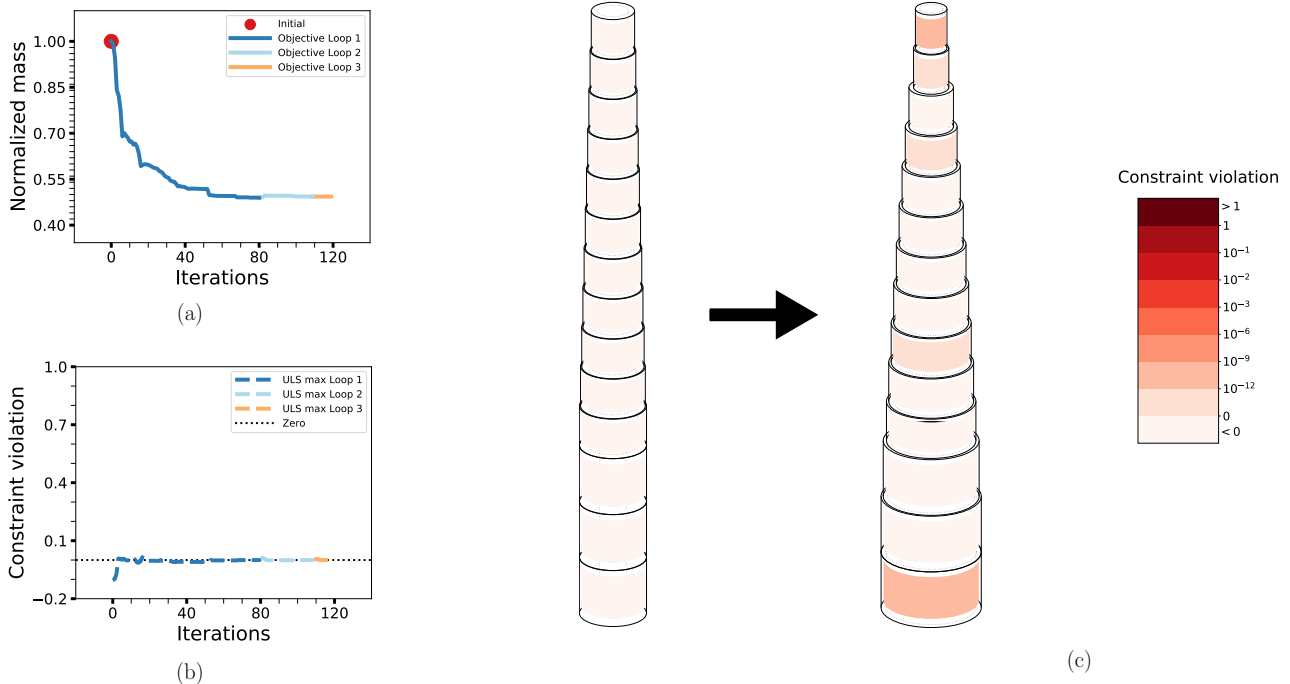 Initial
Objective Loop 1
Objective Loop 2
Objective Loop 3
1.00
0.85
0.70
0.55
0.40
Normalized mass
0 40 80 120
Iterations
(a)
1.0
0.7
0.4
0.1
−0.2
Constraint violation
ULS max Loop 1
ULS max Loop 2
ULS max Loop 3
Zero
0 40 80 120
Iterations
(b)
Constraint violation
> 1
1
10⁻¹
10⁻²
10⁻³
10⁻⁶
10⁻⁹
10⁻¹²
0
< 0
(c)